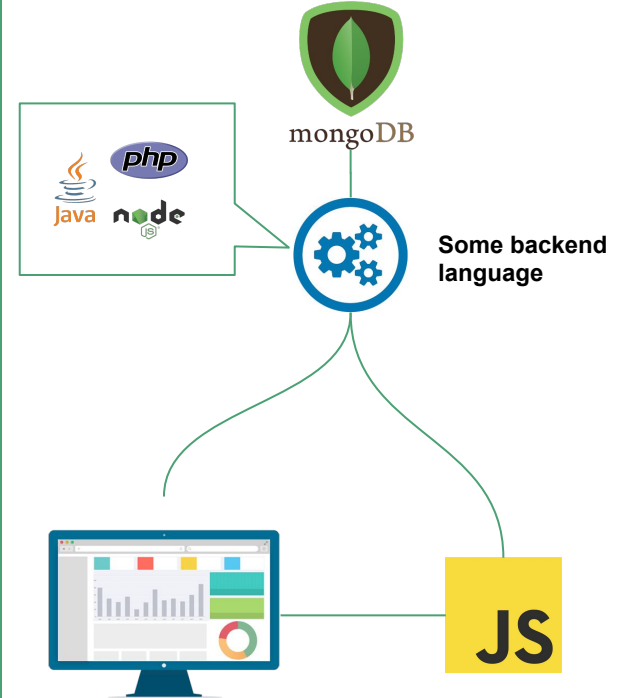 mongoDB
php
Java
node
JS
Some backend
language
JS